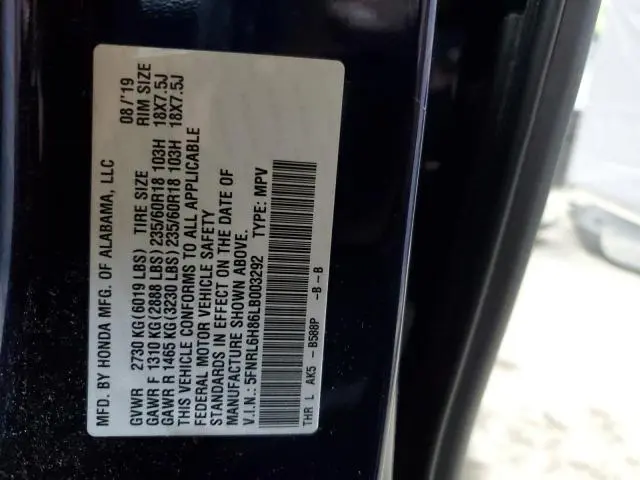 MFD. BY HONDA MFG. OF ALABAMA, LLC 08/'19
GVWR 2730 KG(6019 LBS) TIRE SIZE RIM SIZE
GAWR F 1310 KG(2888 LBS)235/60R18 103H 18X7.5J
GAWR R 1465 KG(3230 LBS)235/60R18 103H 18X7.5J
THIS VEHICLE CONFORMS TO ALL APPLICABLE
FEDERAL MOTOR VEHICLE SAFETY
STANDARDS IN EFFECT ON THE DATE OF
MANUFACTURE SHOWN ABOVE.
V.I.N.:5FNRL6H86LB003292 TYPE: MPV
THR L AK5 -B588P -B-B